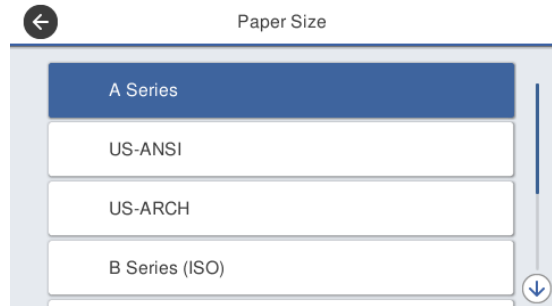 Paper Size
A Series
US-ANSI
US-ARCH
B Series (ISO)